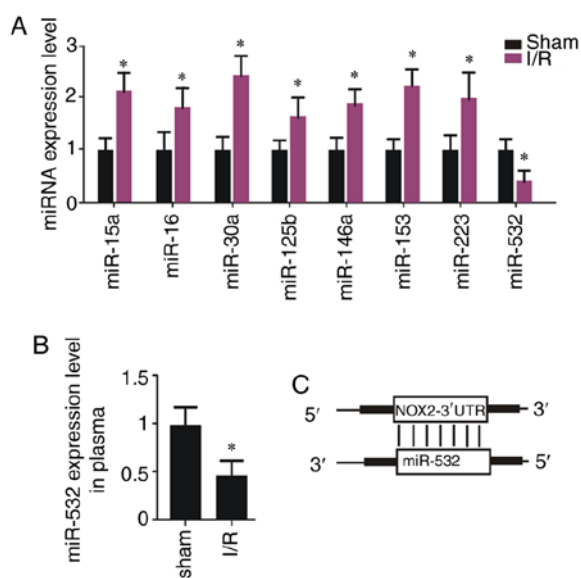 A
miRNA expression level
3
2
1
0
Sham
I/R
* * * * * * * *
miR-15a
miR-16
miR-30a
miR-125b
miR-146a
miR-153
miR-223
miR-532
B
miR-532 expression level
in plasma
1.5
1
0.5
0
*
sham
I/R
C
5′ NOX2-3′UTR 3′
3′ miR-532 5′